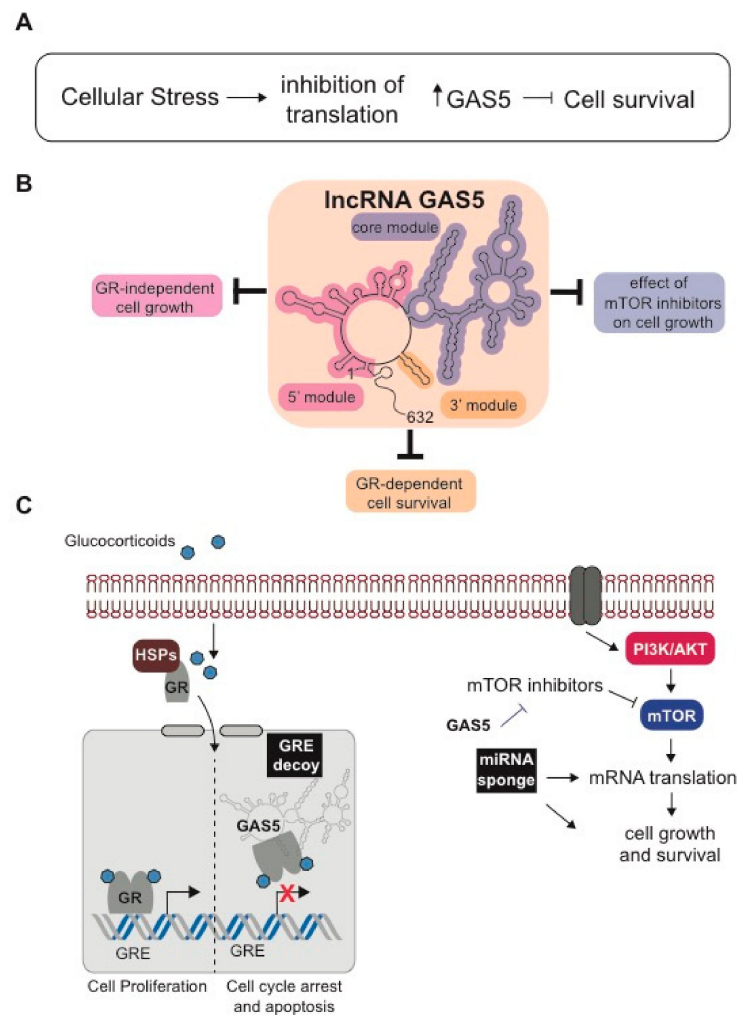 A
Cellular Stress
inhibition of
translation
GAS5
Cell survival
B
lncRNA GAS5
core module
GR-independent
cell growth
effect of
mTOR inhibitors
on cell growth
1
5' module
3' module
632
GR-dependent
cell survival
C
Glucocorticoids
HSPs
GR
PI3K/AKT
mTOR inhibitors
mTOR
GAS5
GRE
decoy
miRNA
sponge
mRNA translation
GAS5
cell growth
and survival
GR
GRE
GRE
X
Cell Proliferation
Cell cycle arrest
and apoptosis